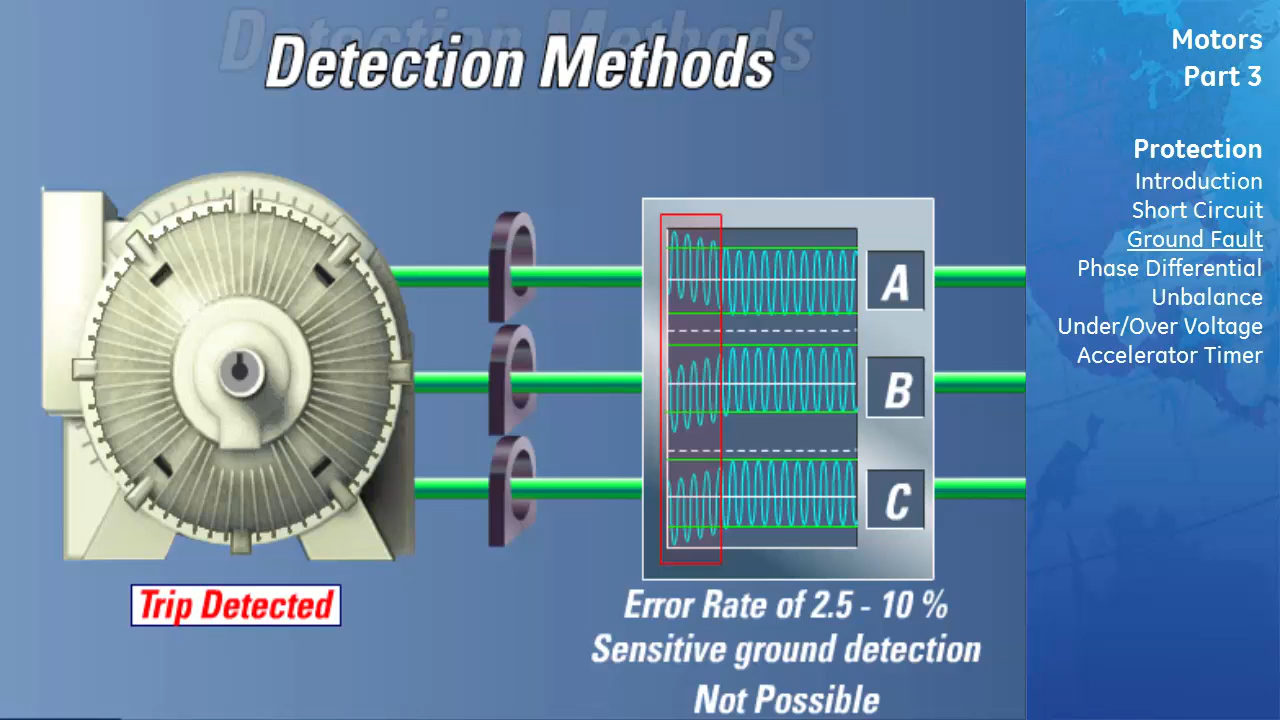 Detection Methods
Motors
Part 3
Protection
Introduction
Short Circuit
Ground Fault
Phase Differential
Unbalance
Under/Over Voltage
Accelerator Timer
A
B
C
Trip Detected
Error Rate of 2.5 - 10 %
Sensitive ground detection
Not Possible